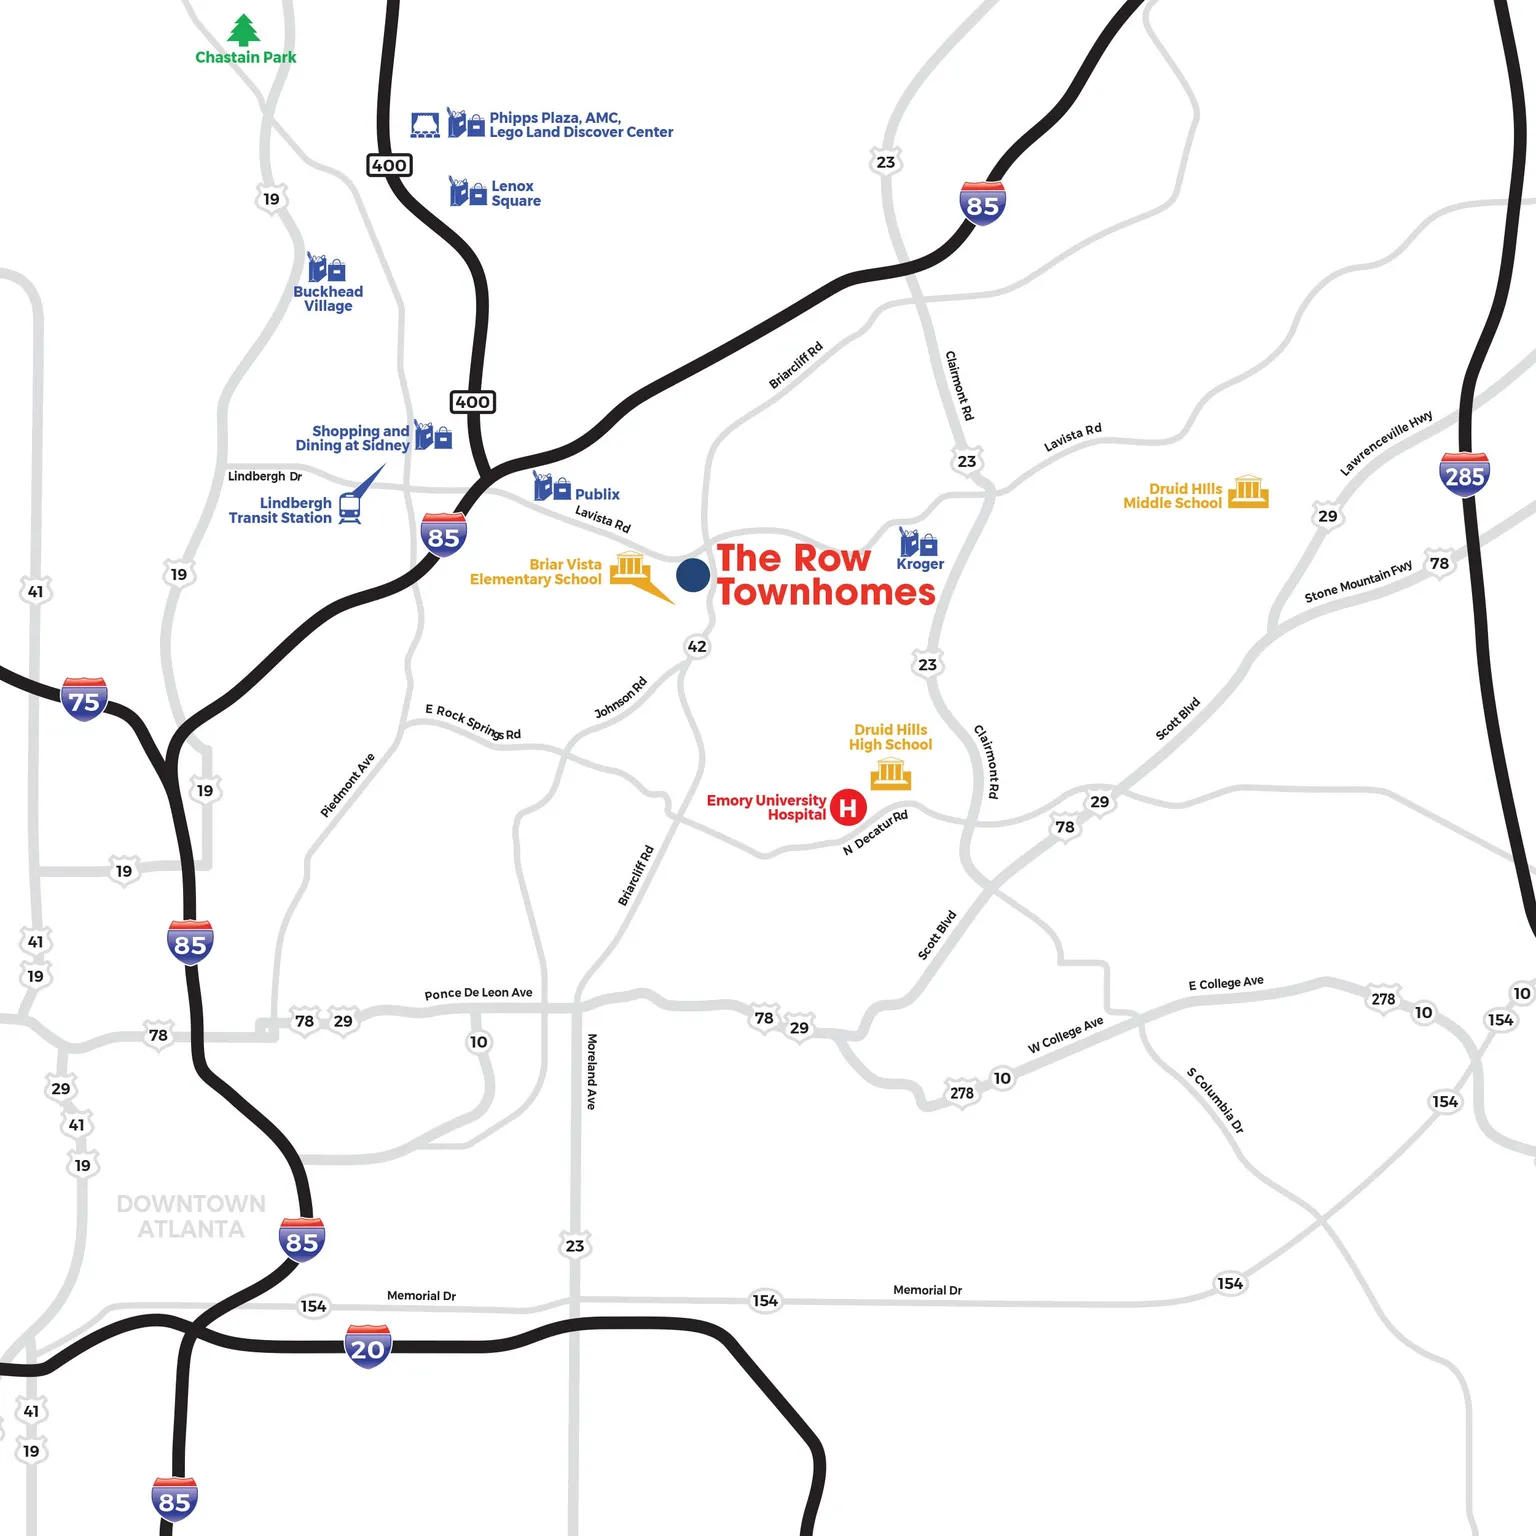 Chastain Park
Phipps Plaza, AMC,
Lego Land Discover Center
400
23
Lenox
Square
19
85
Buckhead
Village
Briarcliff Rd
Clairmont Rd
400
Shopping and
Dining at Sidney
Lavista Rd
Lawrenceville Hwy
23
Lindbergh Dr
285
Publix
Druid HIlls
Middle School
Lindbergh
Transit Station
Lavista Rd
29
85
Kroger
The Row
Townhomes
Briar Vista
Elementary School
78
Stone Mountain Fwy
19
41
42
23
75
Johnson Rd
E Rock Springs Rd
Scott Blvd
Druid Hills
High School
Clairmont Rd
Piedmont Ave
19
Emory University
Hospital
H
29
78
N Decatur Rd
19
Briarcliff Rd
Scott Blvd
41
85
19
E College Ave
Ponce De Leon Ave
278
10
10
154
78
29
78
29
78
10
W College Ave
Moreland Ave
29
278
10
S Columbia Dr
154
41
19
DOWNTOWN
ATLANTA
85
23
154
Memorial Dr
Memorial Dr
154
154
20
41
19
85